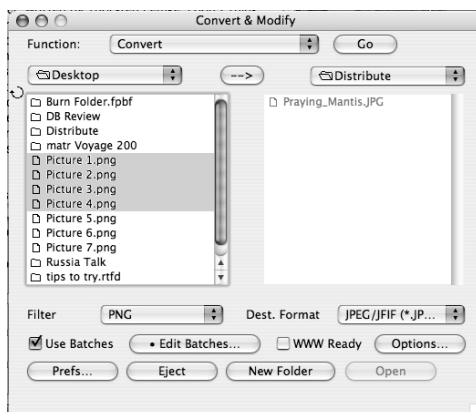 Convert & Modify
Function: Convert Go
Desktop --> Distribute
Burn Folder.fpbf
DB Review
Distribute
matr Voyage 200
Picture 1.png
Picture 2.png
Picture 3.png
Picture 4.png
Picture 5.png
Picture 6.png
Picture 7.png
Russia Talk
tips to try.rtfd
Praying_Mantis.JPG
Filter PNG Dest. Format JPEG/JFIF (*.JP...
Use Batches • Edit Batches... WWW Ready Options...
Prefs... Eject New Folder Open